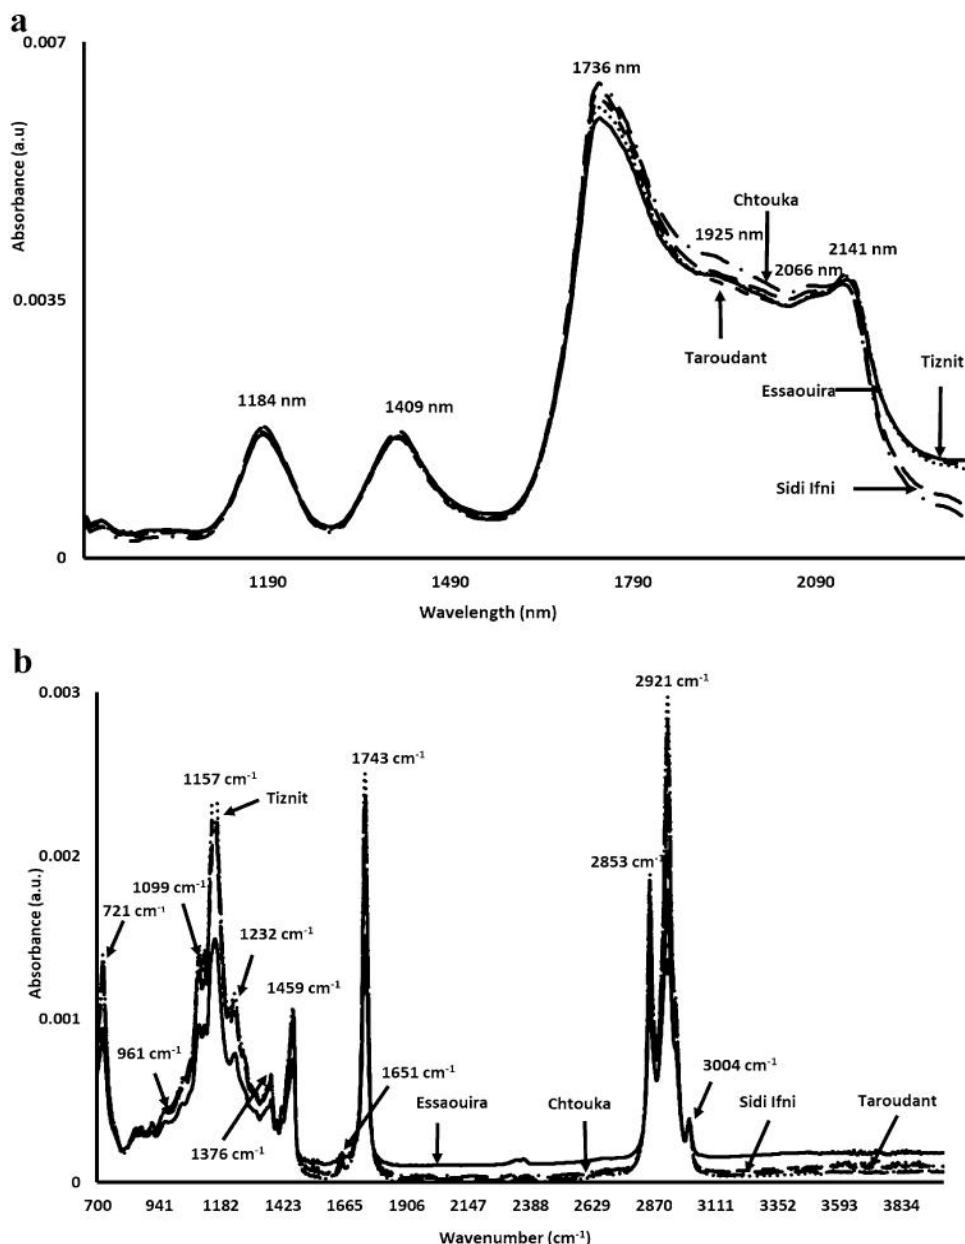 a
0.007
1736 nm
Absorbance (a.u)
Chtouka
1925 nm
2141 nm
2066 nm
0.0035
Taroudant
Tiznit
Essaouira
1184 nm
1409 nm
Sidi Ifni
0
1190
1490
1790
2090
Wavelength (nm)
b
0.003
2921 cm-1
1743 cm-1
1157 cm-1
Tiznit
0.002
2853 cm-1
1099 cm-1
721 cm-1
1232 cm-1
Absorbance (a.u.)
1459 cm-1
0.001
961 cm-1
1651 cm-1
3004 cm-1
Essaouira
Chtouka
Sidi Ifni
Taroudant
1376 cm-1
0
700 941 1182 1423 1665 1906 2147 2388 2629 2870 3111 3352 3593 3834
Wavenumber (cm-1)